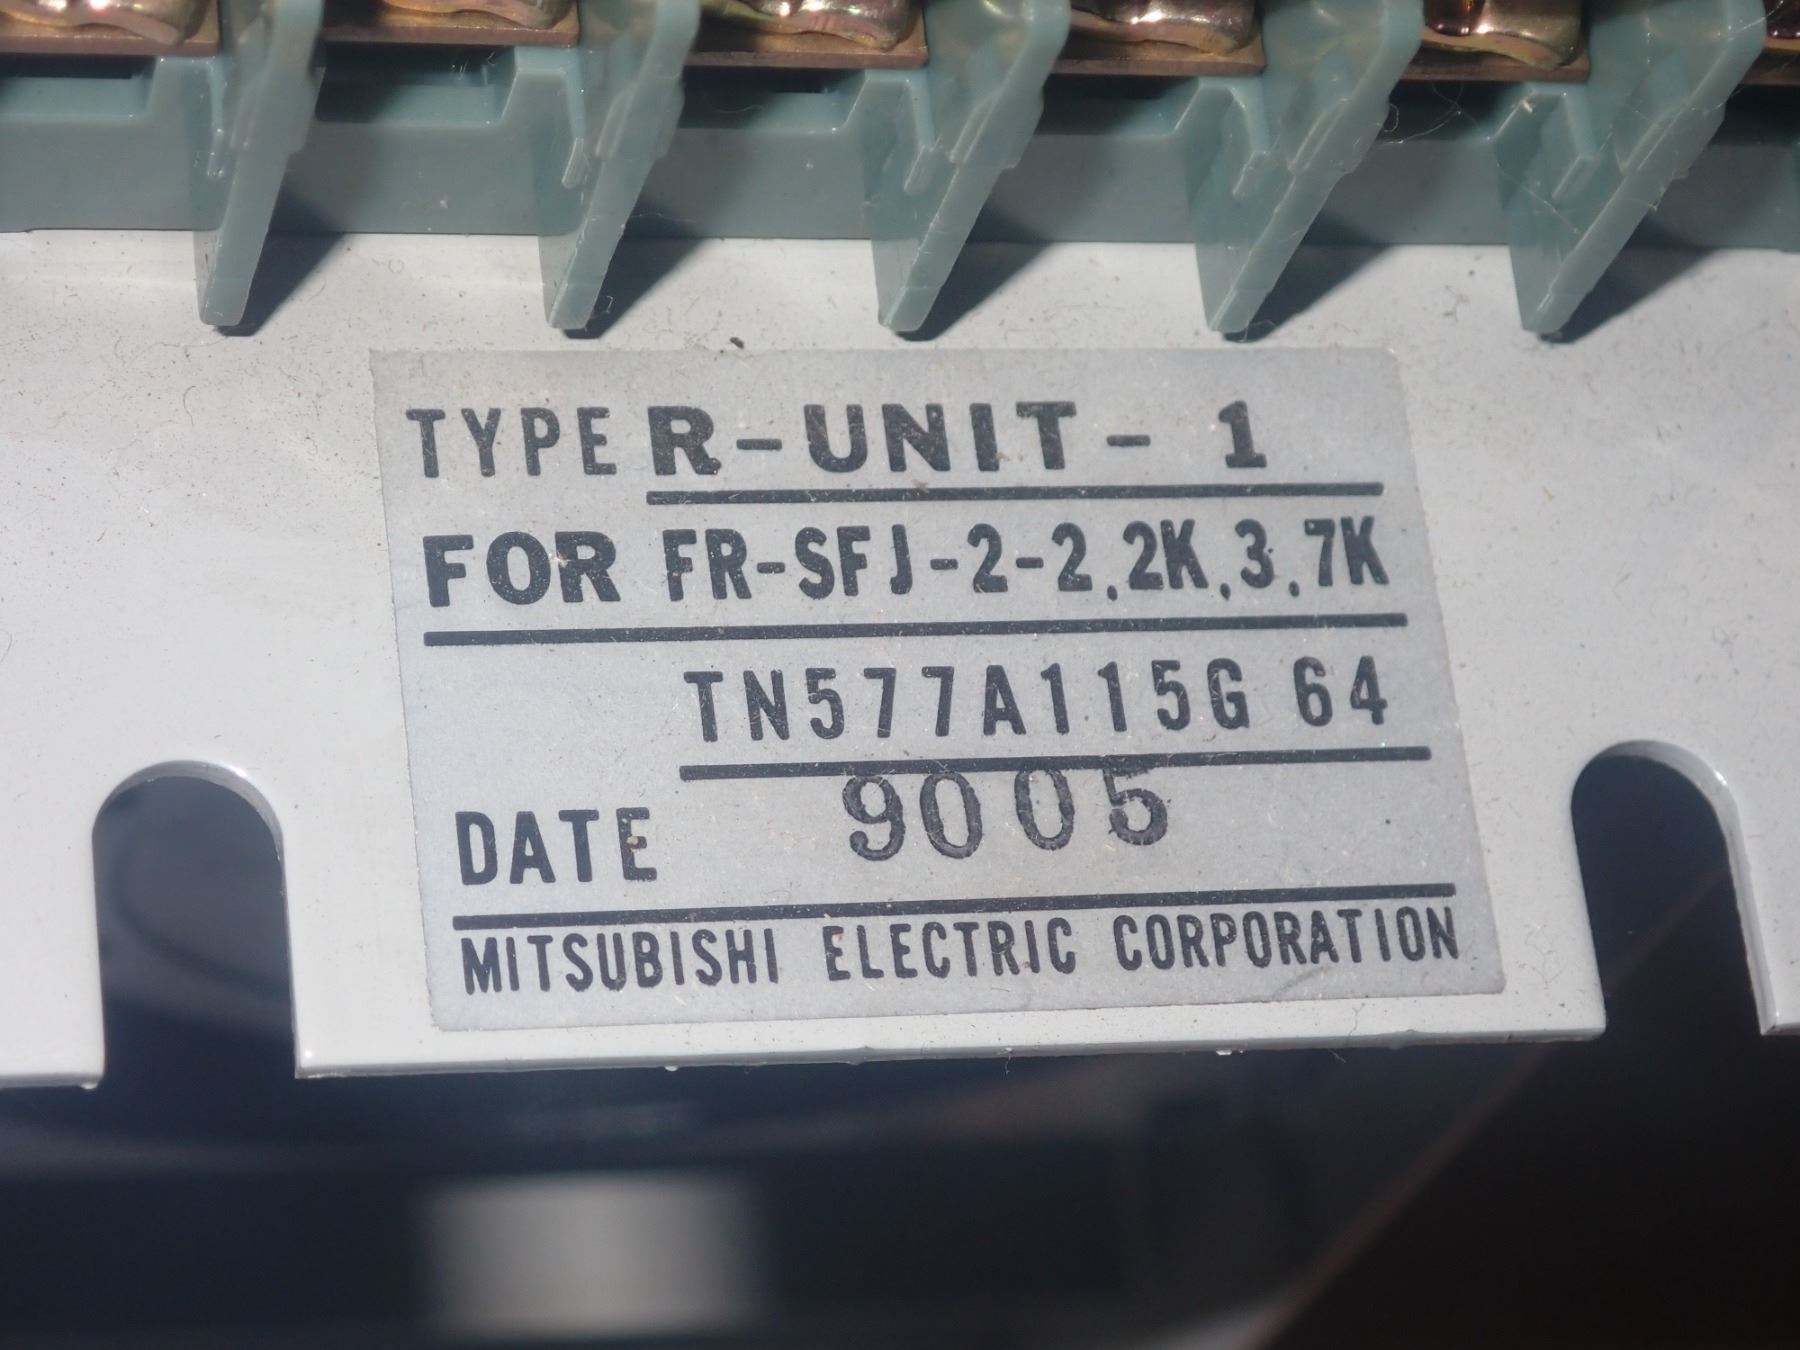 TYPE R-UNIT-1
FOR FR-SFJ-2-2.2K.3.7K
TN577A115G 64
DATE 9005
MITSUBISHI ELECTRIC CORPORATION